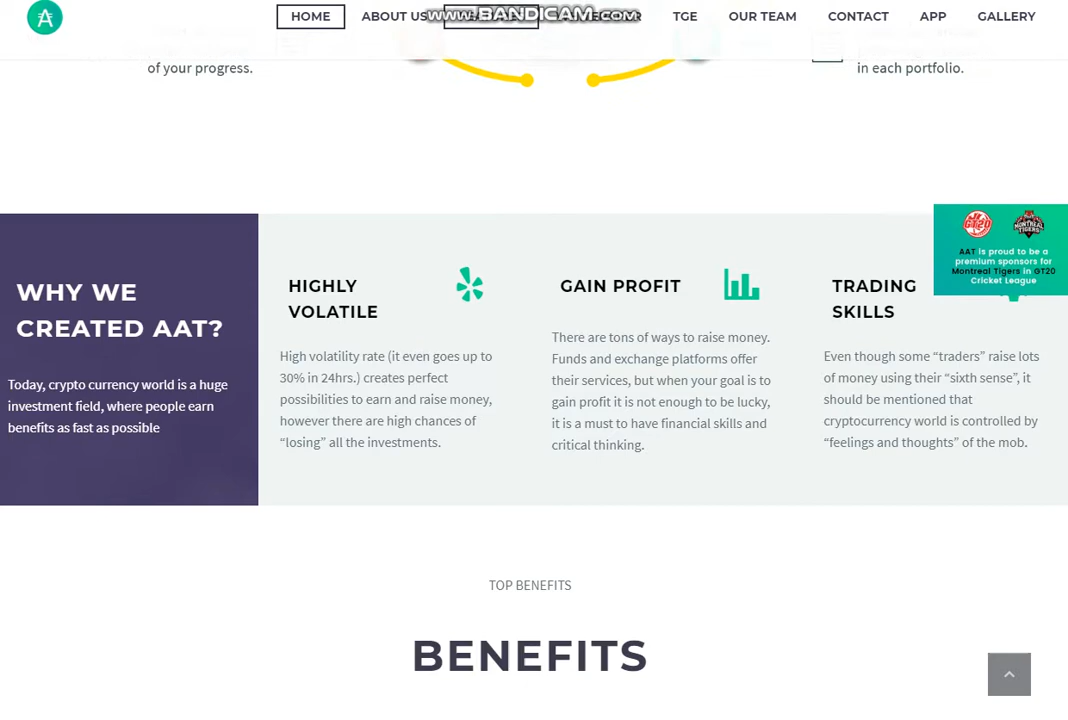 HOME
ABOUT US
www.BANDICAM.com
TGE
OUR TEAM
CONTACT
APP
GALLERY
of your progress.
in each portfolio.
WHY WE
CREATED AAT?
Today, crypto currency world is a huge
investment field, where people earn
benefits as fast as possible
HIGHLY
VOLATILE
High volatility rate (it even goes up to
30% in 24hrs.) creates perfect
possibilities to earn and raise money,
however there are high chances of
“losing” all the investments.
GAIN PROFIT
There are tons of ways to raise money.
Funds and exchange platforms offer
their services, but when your goal is to
gain profit it is not enough to be lucky,
it is a must to have financial skills and
critical thinking.
TRADING
SKILLS
Even though some “traders” raise lots
of money using their “sixth sense”, it
should be mentioned that
cryptocurrency world is controlled by
“feelings and thoughts” of the mob.
GT20
MONTREAL
TIGERS
AAT is proud to be a
premium sponsors for
Montreal Tigers in GT20
Cricket League
TOP BENEFITS
BENEFITS